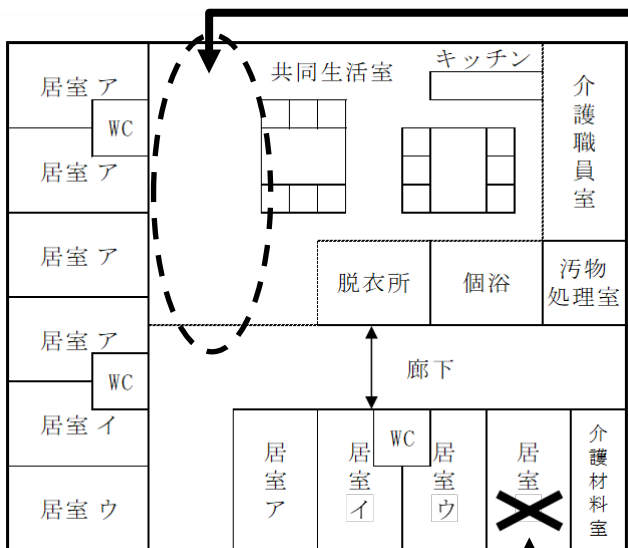 共同生活室
キッチン
居室 ア
WC
居室 ア
介護職員室
居室 ア
脱衣所
個浴
汚物
処理室
居室 ア
WC
廊下
居室 イ
居室 ウ
居室ア
居室イ
WC
居室ウ
居室
介護材料室